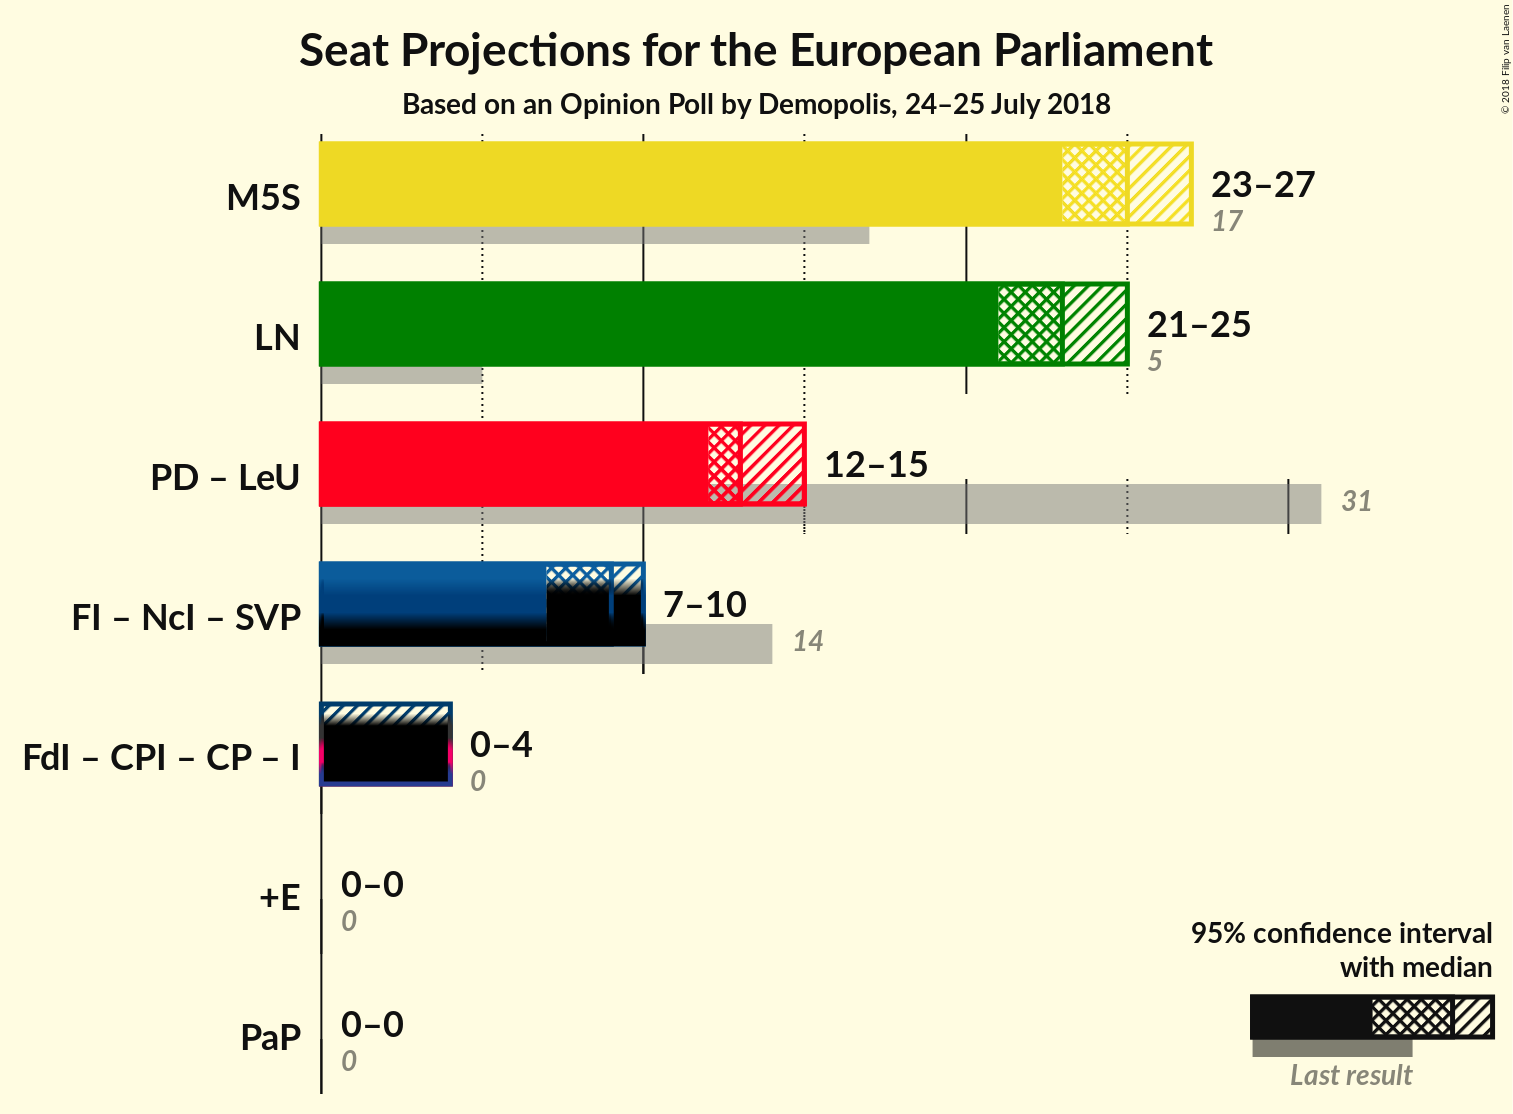 Seat Projections for the European Parliament
Based on an Opinion Poll by Demopolis, 24–25 July 2018
© 2018 Filip van Laenen
M5S
23–27
17
LN
21–25
5
PD – LeU
12–15
31
FI – NcI – SVP
7–10
14
FdI – CPI – CP – I
0–4
0
+E
0–0
0
PaP
0–0
0
95% confidence interval
with median
Last result